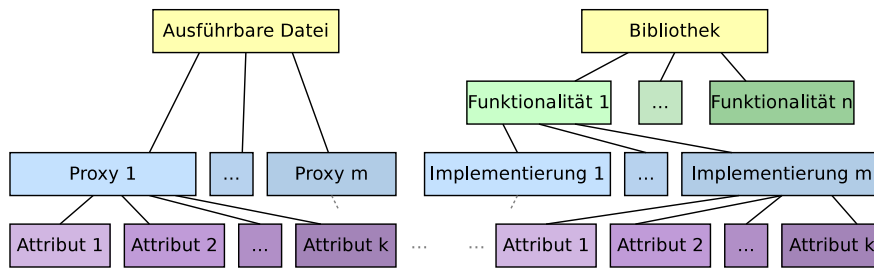 Ausführbare Datei
Bibliothek
Funktionalität 1
...
Funktionalität n
Proxy 1
...
Proxy m
Implementierung 1
...
Implementierung m
Attribut 1
Attribut 2
...
Attribut k
...
...
Attribut 1
Attribut 2
...
Attribut k